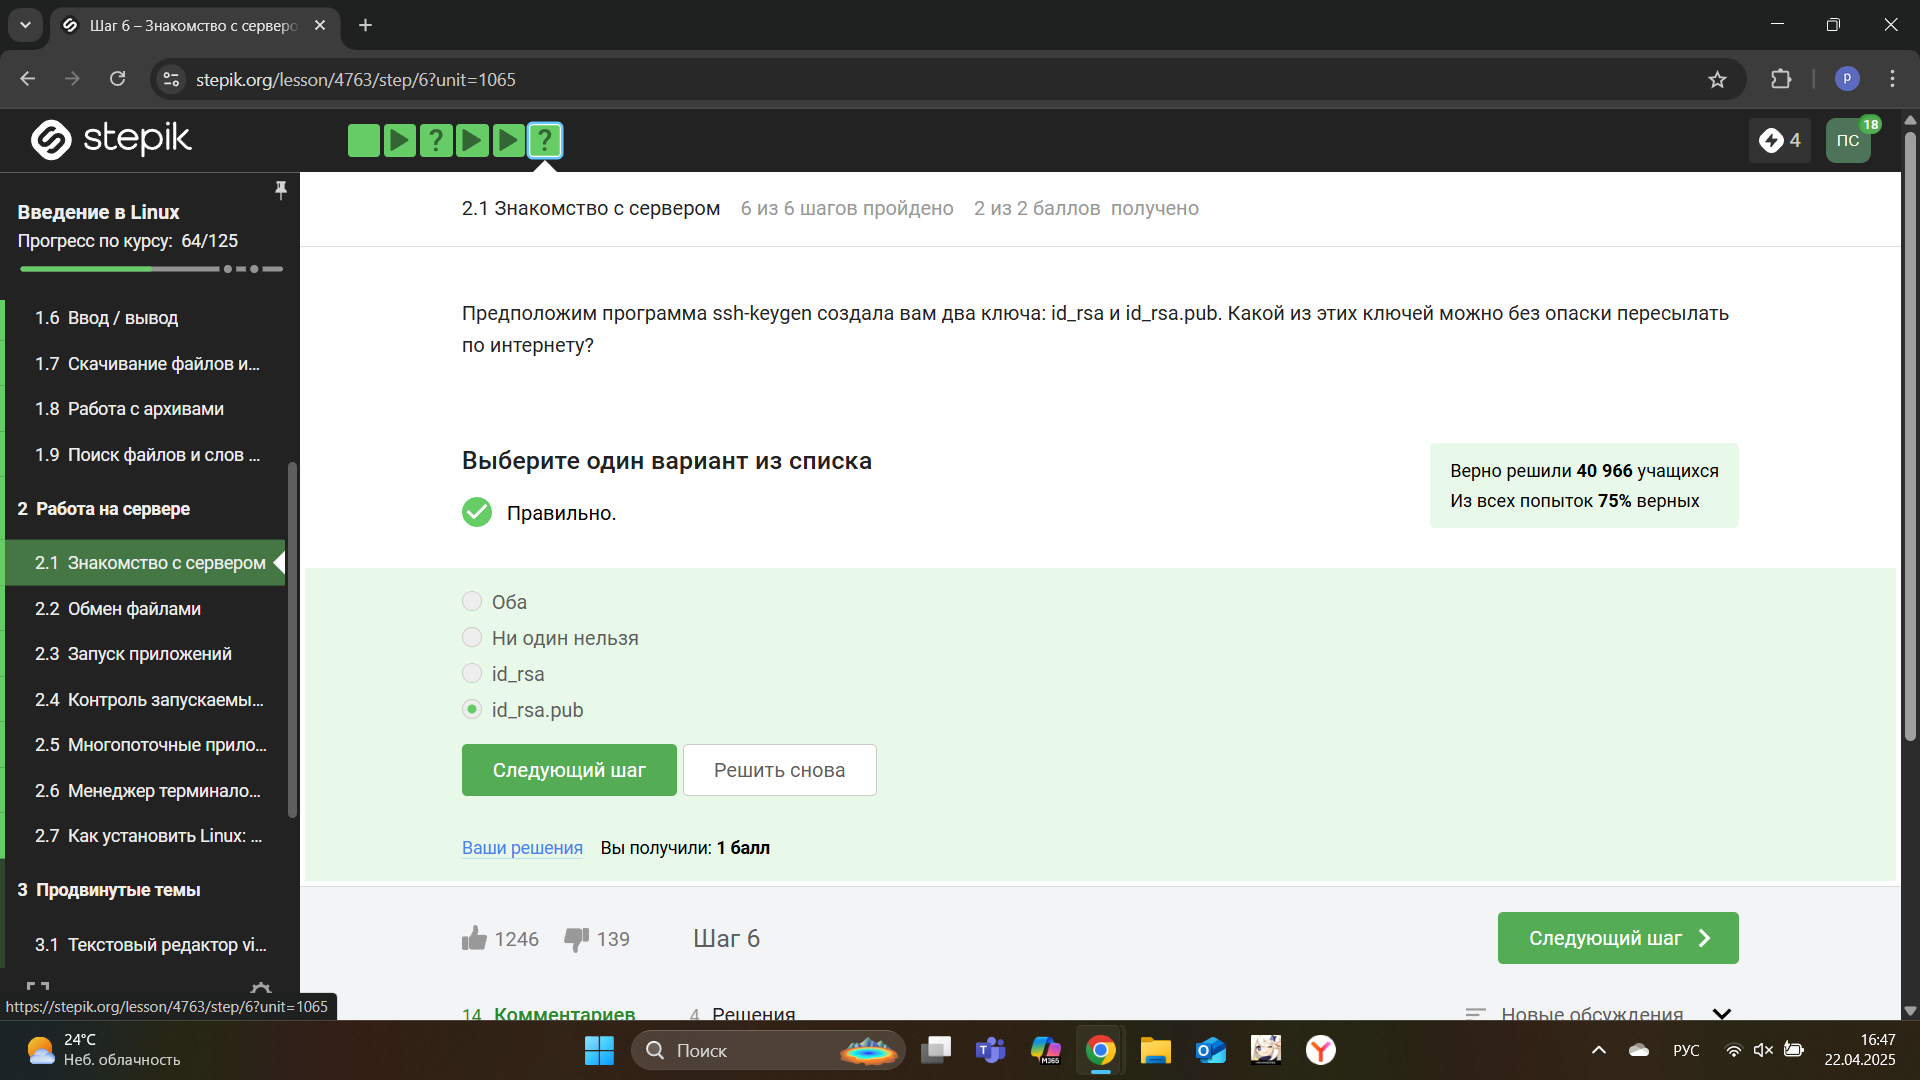 Шаг 6 – Знакомство с серверо
stepik.org/lesson/4763/step/6?unit=1065
p
stepik
? ?
4
ПС
18
Введение в Linux
Прогресс по курсу: 64/125
1.6 Ввод / вывод
1.7 Скачивание файлов и...
1.8 Работа с архивами
1.9 Поиск файлов и слов ...
2 Работа на сервере
2.1 Знакомство с сервером
2.2 Обмен файлами
2.3 Запуск приложений
2.4 Контроль запускаемы...
2.5 Многопоточные прило...
2.6 Менеджер терминало...
2.7 Как установить Linux: ...
3 Продвинутые темы
3.1 Текстовый редактор vi...
https://stepik.org/lesson/4763/step/6?unit=1065
2.1 Знакомство с сервером 6 из 6 шагов пройдено 2 из 2 баллов получено
Предположим программа ssh-keygen создала вам два ключа: id_rsa и id_rsa.pub. Какой из этих ключей можно без опаски пересылать
по интернету?
Выберите один вариант из списка
Правильно.
Верно решили 40 966 учащихся
Из всех попыток 75% верных
Оба
Ни один нельзя
id_rsa
id_rsa.pub
Следующий шаг
Решить снова
Ваши решения Вы получили: 1 балл
1246 139 Шаг 6
Следующий шаг
14 Комментариев 4 Решения Новые обсуждения
24°C
Неб. облачность
Поиск
M365
РУС
16:47
22.04.2025